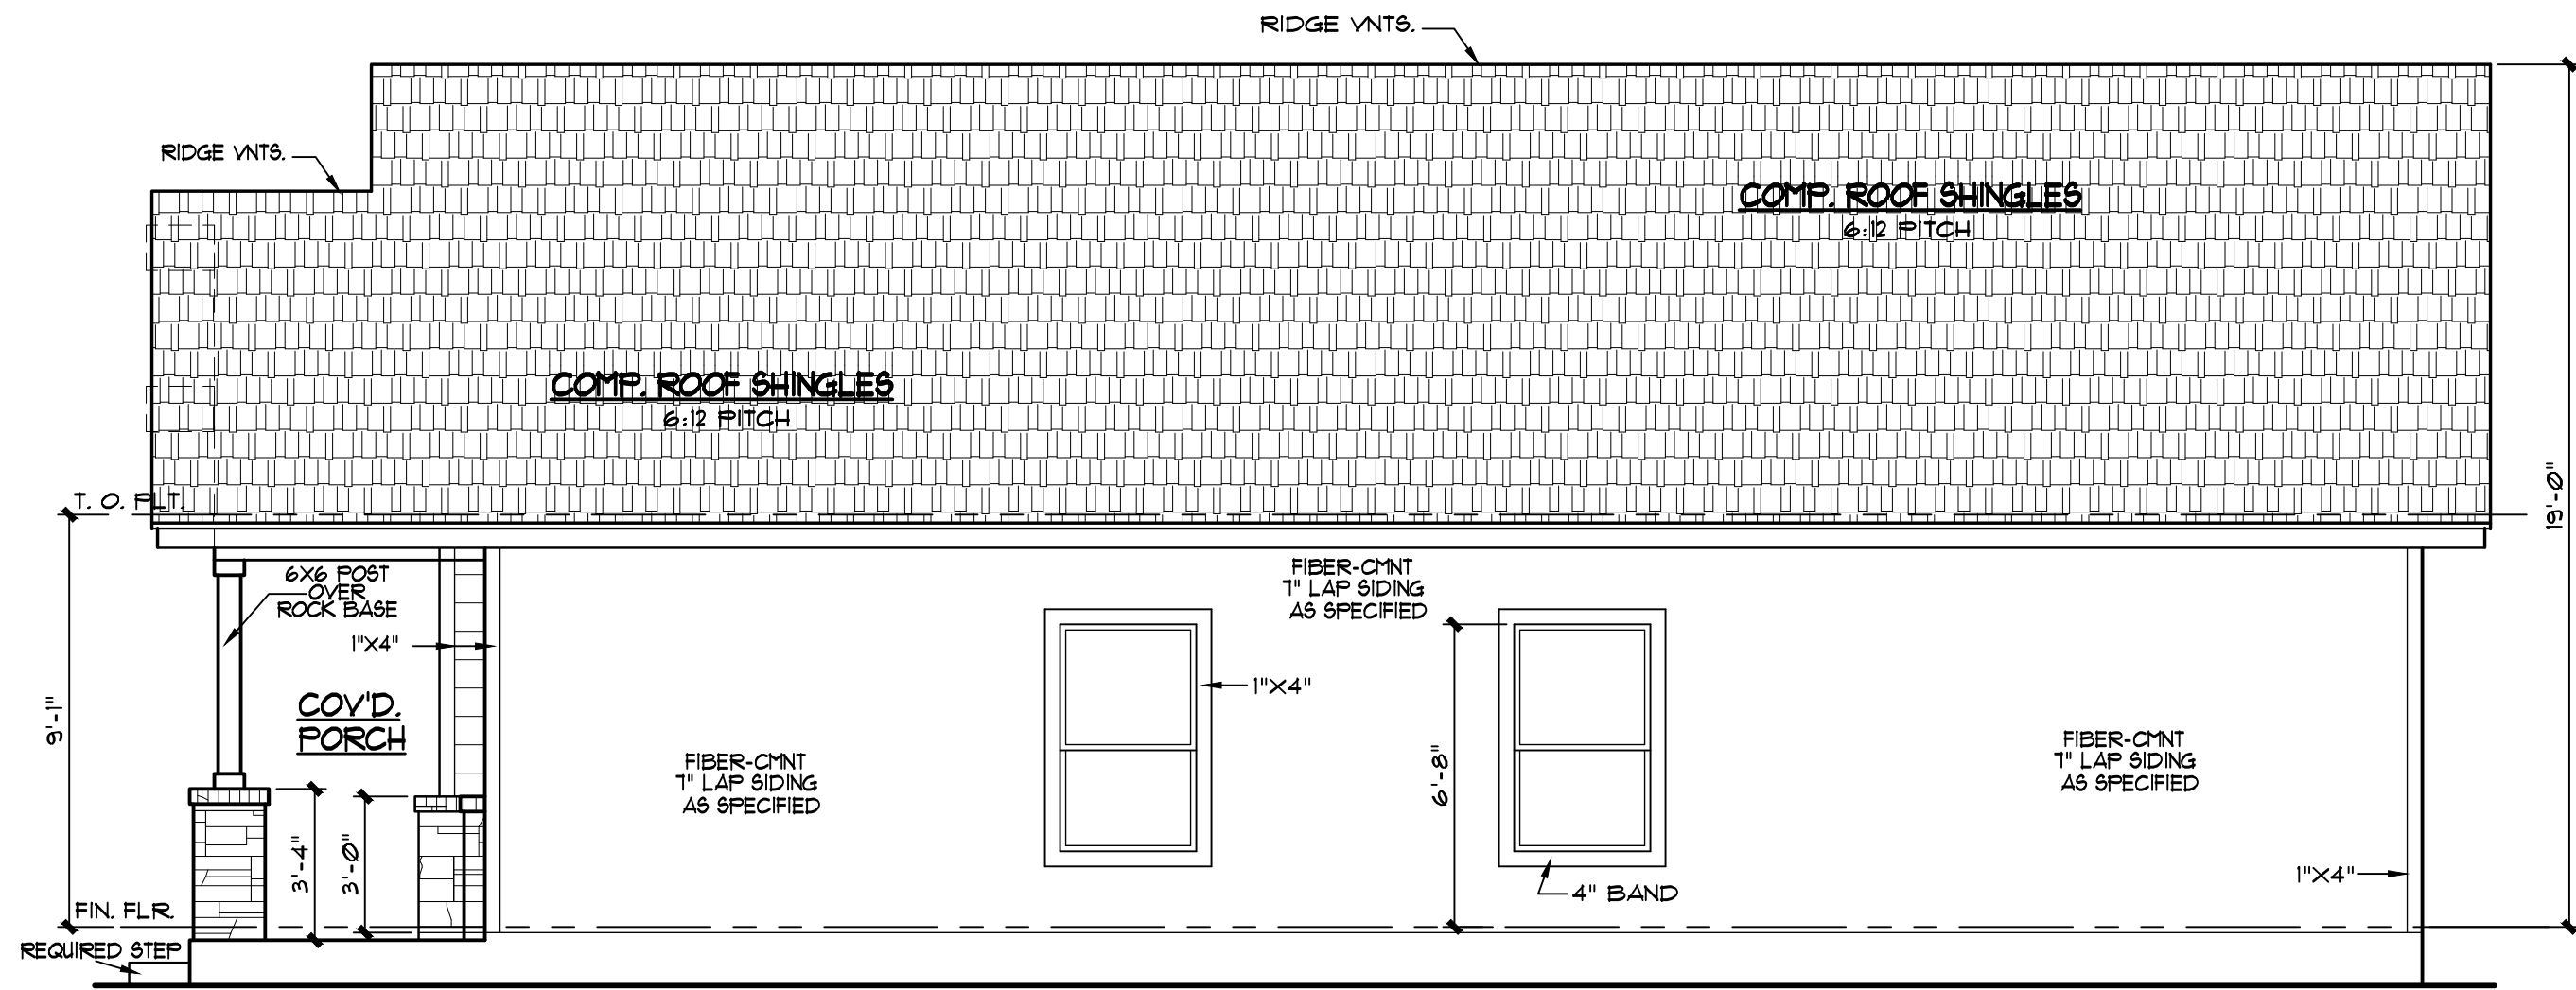 RIDGE VNTS.
RIDGE VNTS.
COMP. ROOF SHINGLES
6:12 PITCH
COMP. ROOF SHINGLES
6:12 PITCH
T. O. PLT.
19'-0"
6X6 POST
OVER
ROCK BASE
1"X4"
COV'D.
PORCH
9'-1"
3'-4"
3'-0"
FIN. FLR.
REQUIRED STEP
FIBER-CMNT
7" LAP SIDING
AS SPECIFIED
1"X4"
FIBER-CMNT
7" LAP SIDING
AS SPECIFIED
6'-8"
4" BAND
FIBER-CMNT
7" LAP SIDING
AS SPECIFIED
1"X4"